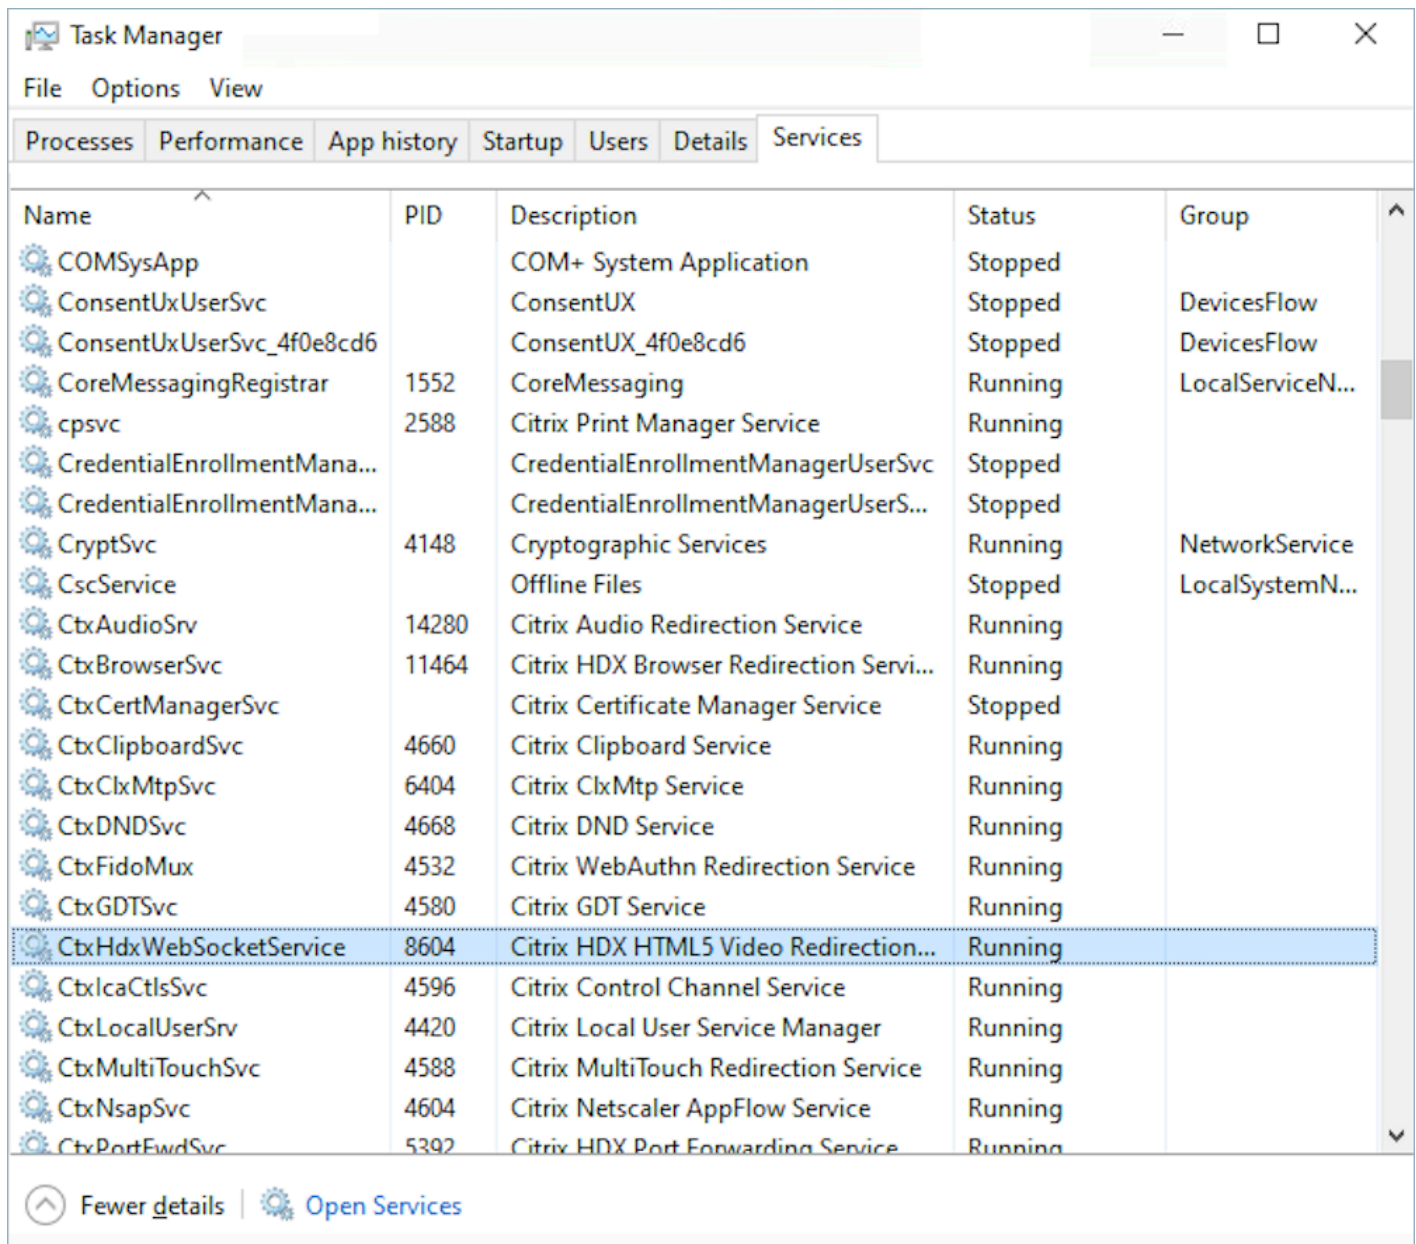 Task Manager
File Options View
Processes Performance App history Startup Users Details Services
Name PID Description Status Group
COMSysApp COM+ System Application Stopped
ConsentUxUserSvc ConsentUX Stopped DevicesFlow
ConsentUxUserSvc_4f0e8cd6 ConsentUX_4f0e8cd6 Stopped DevicesFlow
CoreMessagingRegistrar 1552 CoreMessaging Running LocalServiceN...
cpsvc 2588 Citrix Print Manager Service Running
CredentialEnrollmentMana... CredentialEnrollmentManagerUserSvc Stopped
CredentialEnrollmentMana... CredentialEnrollmentManagerUserS... Stopped
CryptSvc 4148 Cryptographic Services Running NetworkService
CscService Offline Files Stopped LocalSystemN...
CtxAudioSrv 14280 Citrix Audio Redirection Service Running
CtxBrowserSvc 11464 Citrix HDX Browser Redirection Servi... Running
CtxCertManagerSvc Citrix Certificate Manager Service Stopped
CtxClipboardSvc 4660 Citrix Clipboard Service Running
CtxClxMtpSvc 6404 Citrix ClxMtp Service Running
CtxDNDSvc 4668 Citrix DND Service Running
CtxFidoMux 4532 Citrix WebAuthn Redirection Service Running
CtxGDTSvc 4580 Citrix GDT Service Running
CtxHdxWebSocketService 8604 Citrix HDX HTML5 Video Redirection... Running
CtxIcaCtlsSvc 4596 Citrix Control Channel Service Running
CtxLocalUserSrv 4420 Citrix Local User Service Manager Running
CtxMultiTouchSvc 4588 Citrix MultiTouch Redirection Service Running
CtxNsapSvc 4604 Citrix Netscaler AppFlow Service Running
CtxPortFwdSvc 5392 Citrix HDX Port Forwarding Service Running
Fewer details Open Services